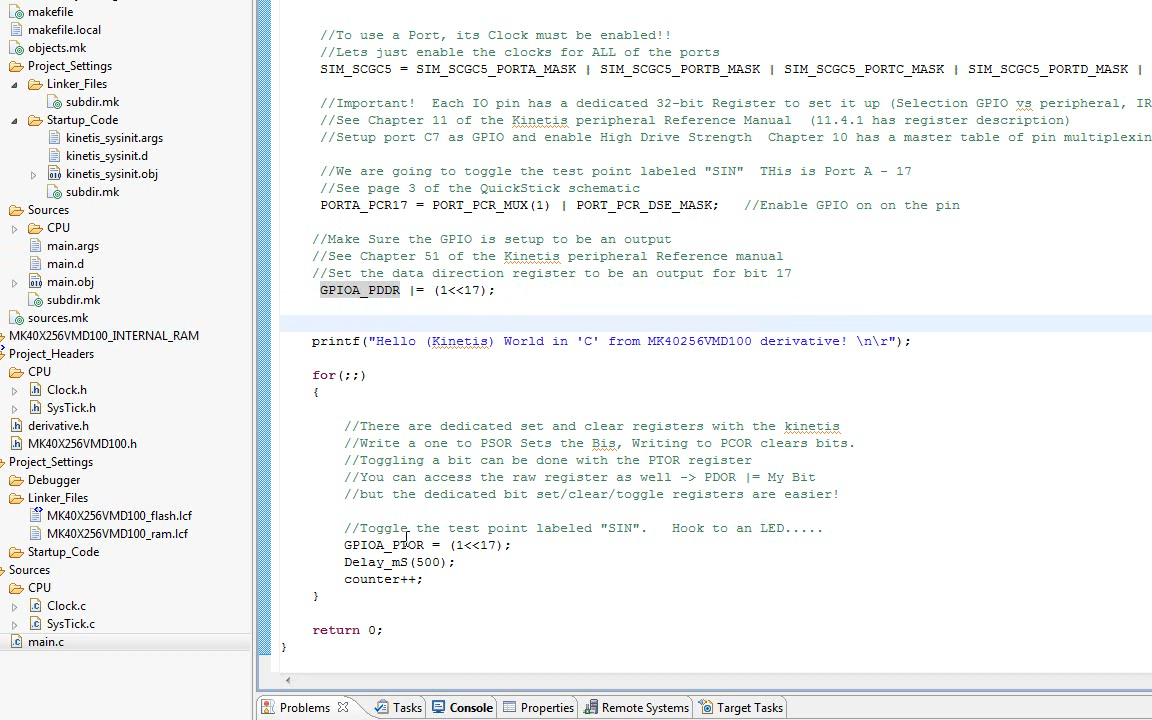 makefile
makefile.local
objects.mk
Project_Settings
Linker_Files
subdir.mk
Startup_Code
kinetis_sysinit.args
kinetis_sysinit.d
kinetis_sysinit.obj
subdir.mk
Sources
CPU
main.args
main.d
main.obj
subdir.mk
sources.mk
MK40X256VMD100_INTERNAL_RAM
Project_Headers
CPU
Clock.h
SysTick.h
derivative.h
MK40X256VMD100.h
Project_Settings
Debugger
Linker_Files
MK40X256VMD100_flash.lcf
MK40X256VMD100_ram.lcf
Startup_Code
Sources
CPU
Clock.c
SysTick.c
main.c
//To use a Port, its Clock must be enabled!!
//Lets just enable the clocks for ALL of the ports
SIM_SCGC5 = SIM_SCGC5_PORTA_MASK | SIM_SCGC5_PORTB_MASK | SIM_SCGC5_PORTC_MASK | SIM_SCGC5_PORTD_MASK |
//Important!  Each IO pin has a dedicated 32-bit Register to set it up (Selection GPIO vs peripheral, IR
//See Chapter 11 of the Kinetis peripheral Reference Manual  (11.4.1 has register description)
//Setup port C7 as GPIO and enable High Drive Strength  Chapter 10 has a master table of pin multiplexin
//We are going to toggle the test point labeled "SIN"  THis is Port A - 17
//See page 3 of the QuickStick schematic
PORTA_PCR17 = PORT_PCR_MUX(1) | PORT_PCR_DSE_MASK;   //Enable GPIO on on the pin
//Make Sure the GPIO is setup to be an output
//See Chapter 51 of the Kinetis peripheral Reference manual
//Set the data direction register to be an output for bit 17
GPIOA_PDDR |= (1<<17);
printf("Hello (Kinetis) World in 'C' from MK40X256VMD100 derivative! \n\r");
for(;;)
{
//There are dedicated set and clear registers with the kinetis
//Write a one to PSOR Sets the Bis, Writing to PCOR clears bits.
//Toggling a bit can be done with the PTOR register
//You can access the raw register as well -> PDOR |= My Bit
//but the dedicated bit set/clear/toggle registers are easier!
//Toggle the test point labeled "SIN".   Hook to an LED.....
GPIOA_PTOR = (1<<17);
Delay_mS(500);
counter++;
}
return 0;
}
Problems
Tasks
Console
Properties
Remote Systems
Target Tasks